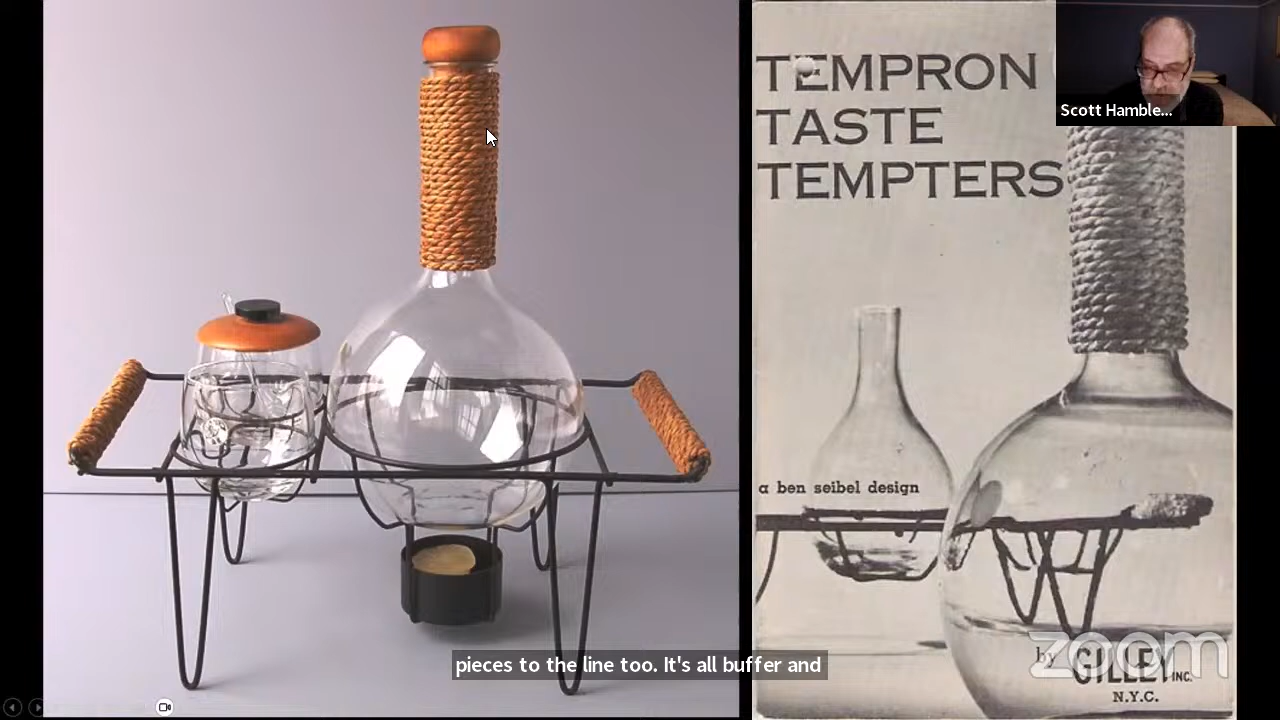 TEMPRON
TASTE
TEMPTERS
Scott Hamble...
a ben seibel design
pieces to the line too. It's all buffer and
zoom
by GILLEY INC.
N.Y.C.